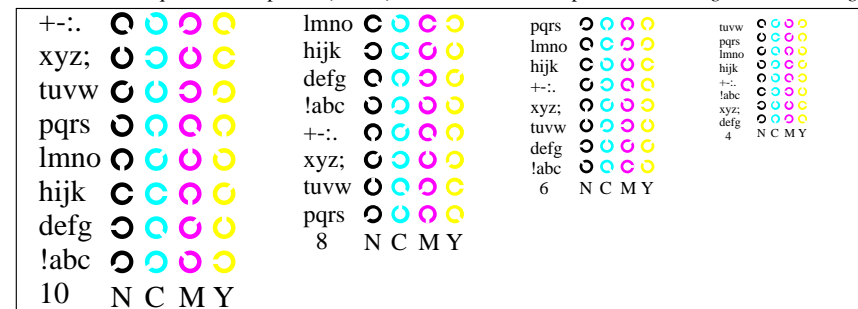 +-:.
xyz;
tuvw
pqrs
lmno
hijk
defg
!abc
10 N C M Y
lmno
hijk
defg
!abc
+-:.
xyz;
tuvw
pqrs
8 N C M Y
pqrs
lmno
hijk
+-:.
xyz;
tuvw
defg
!abc
6 N C M Y
tuvw
pqrs
lmno
hijk
+-:.
!abc
xyz;
defg
4 N C M Y